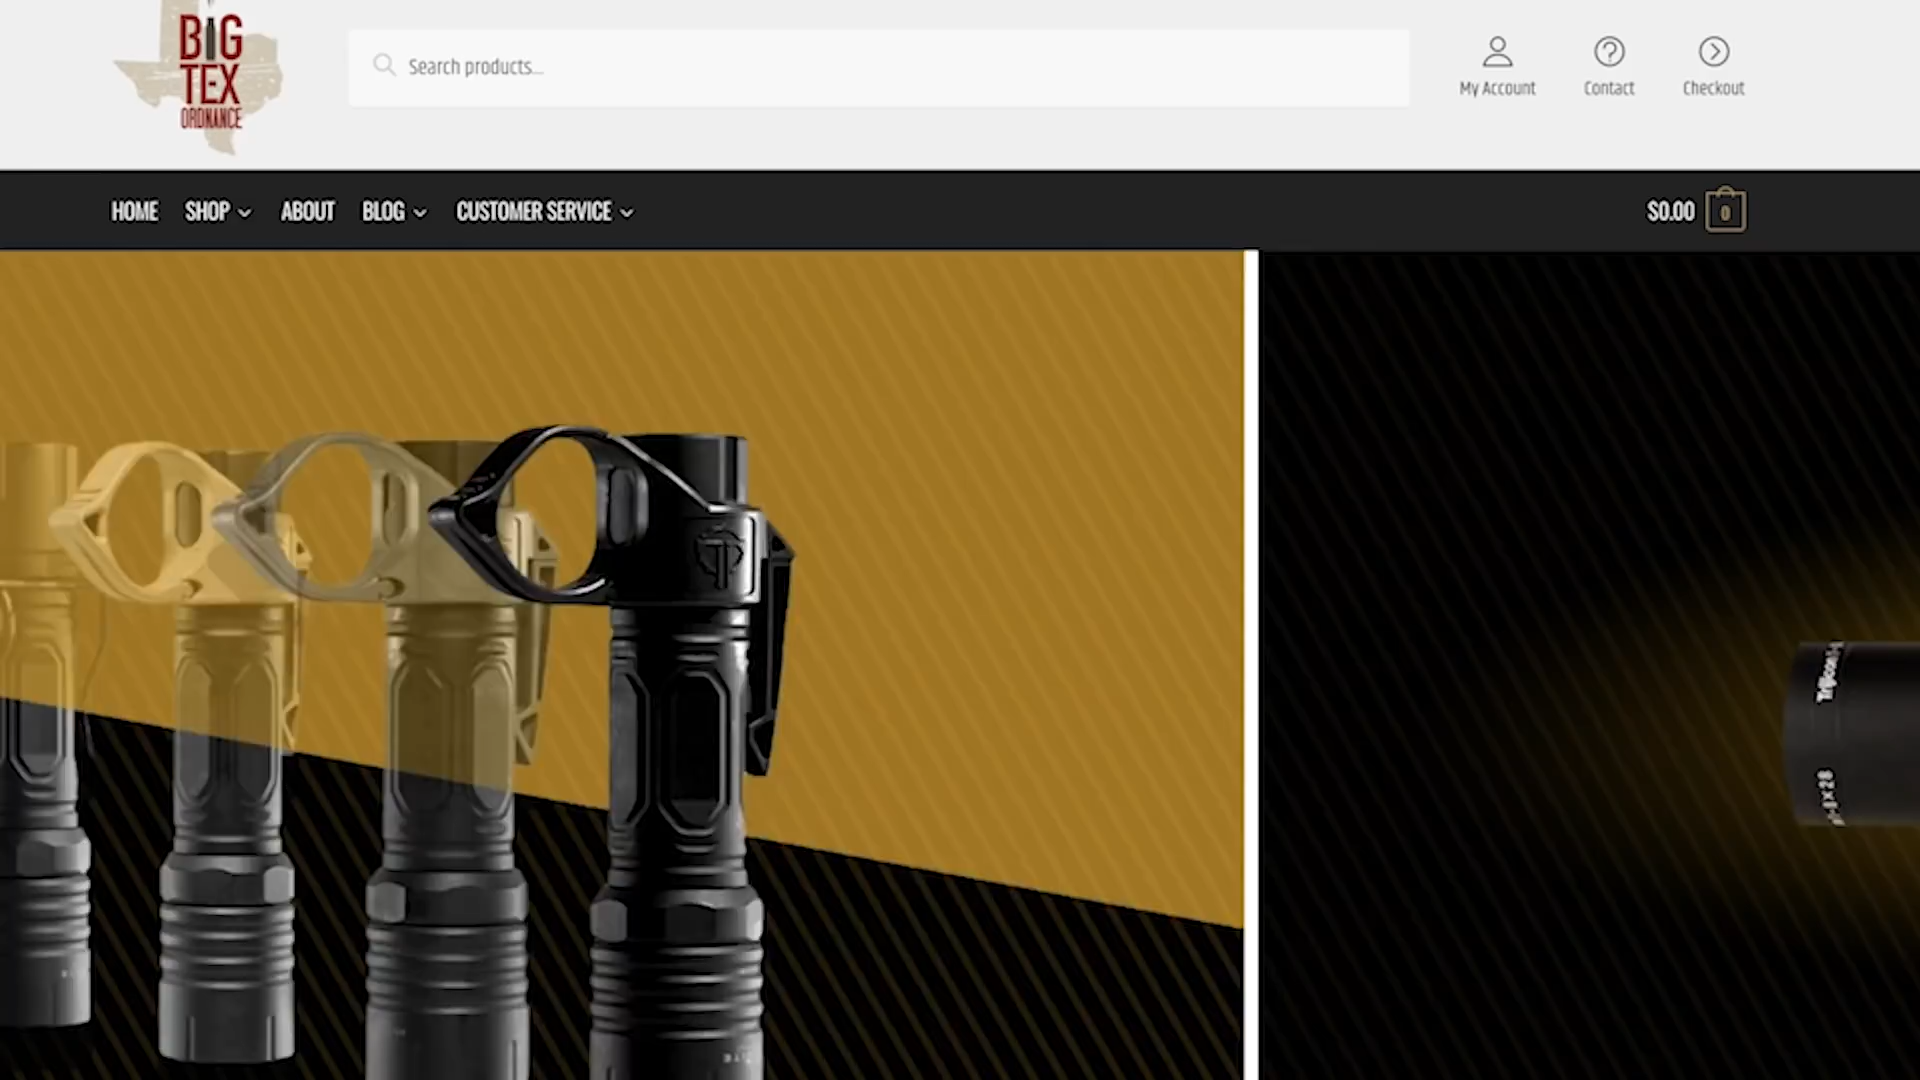 BIG
TEX
ORDNANCE
Search products...
My Account
Contact
Checkout
HOME
SHOP
ABOUT
BLOG
CUSTOMER SERVICE
$0.00
0